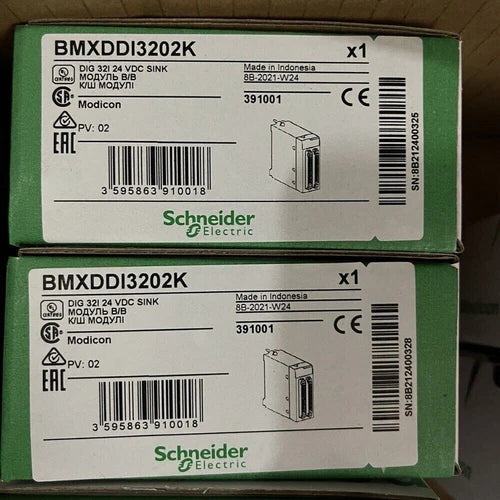 BMXDDI3202K x1
DIG 32I 24 VDC SINK
МОДУЛЬ В/В
К/Ш МОДУЛІ
Modicon
PV: 02
Made in Indonesia
8B-2021-W24
391001
CE
EAC
3 595863 910018
SN:8B212400325
Schneider
Electric
BMXDDI3202K x1
DIG 32I 24 VDC SINK
МОДУЛЬ В/В
К/Ш МОДУЛІ
Modicon
PV: 02
Made in Indonesia
8B-2021-W24
391001
CE
EAC
3 595863 910018
SN:8B212400328
Schneider
Electric